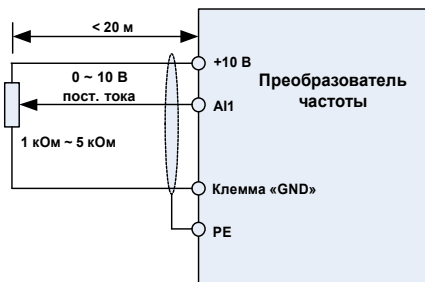 < 20 м
+10 В
0 ~ 10 В
пост. тока
AI1
Преобразователь
частоты
1 кОм ~ 5 кОм
Клемма «GND»
PE